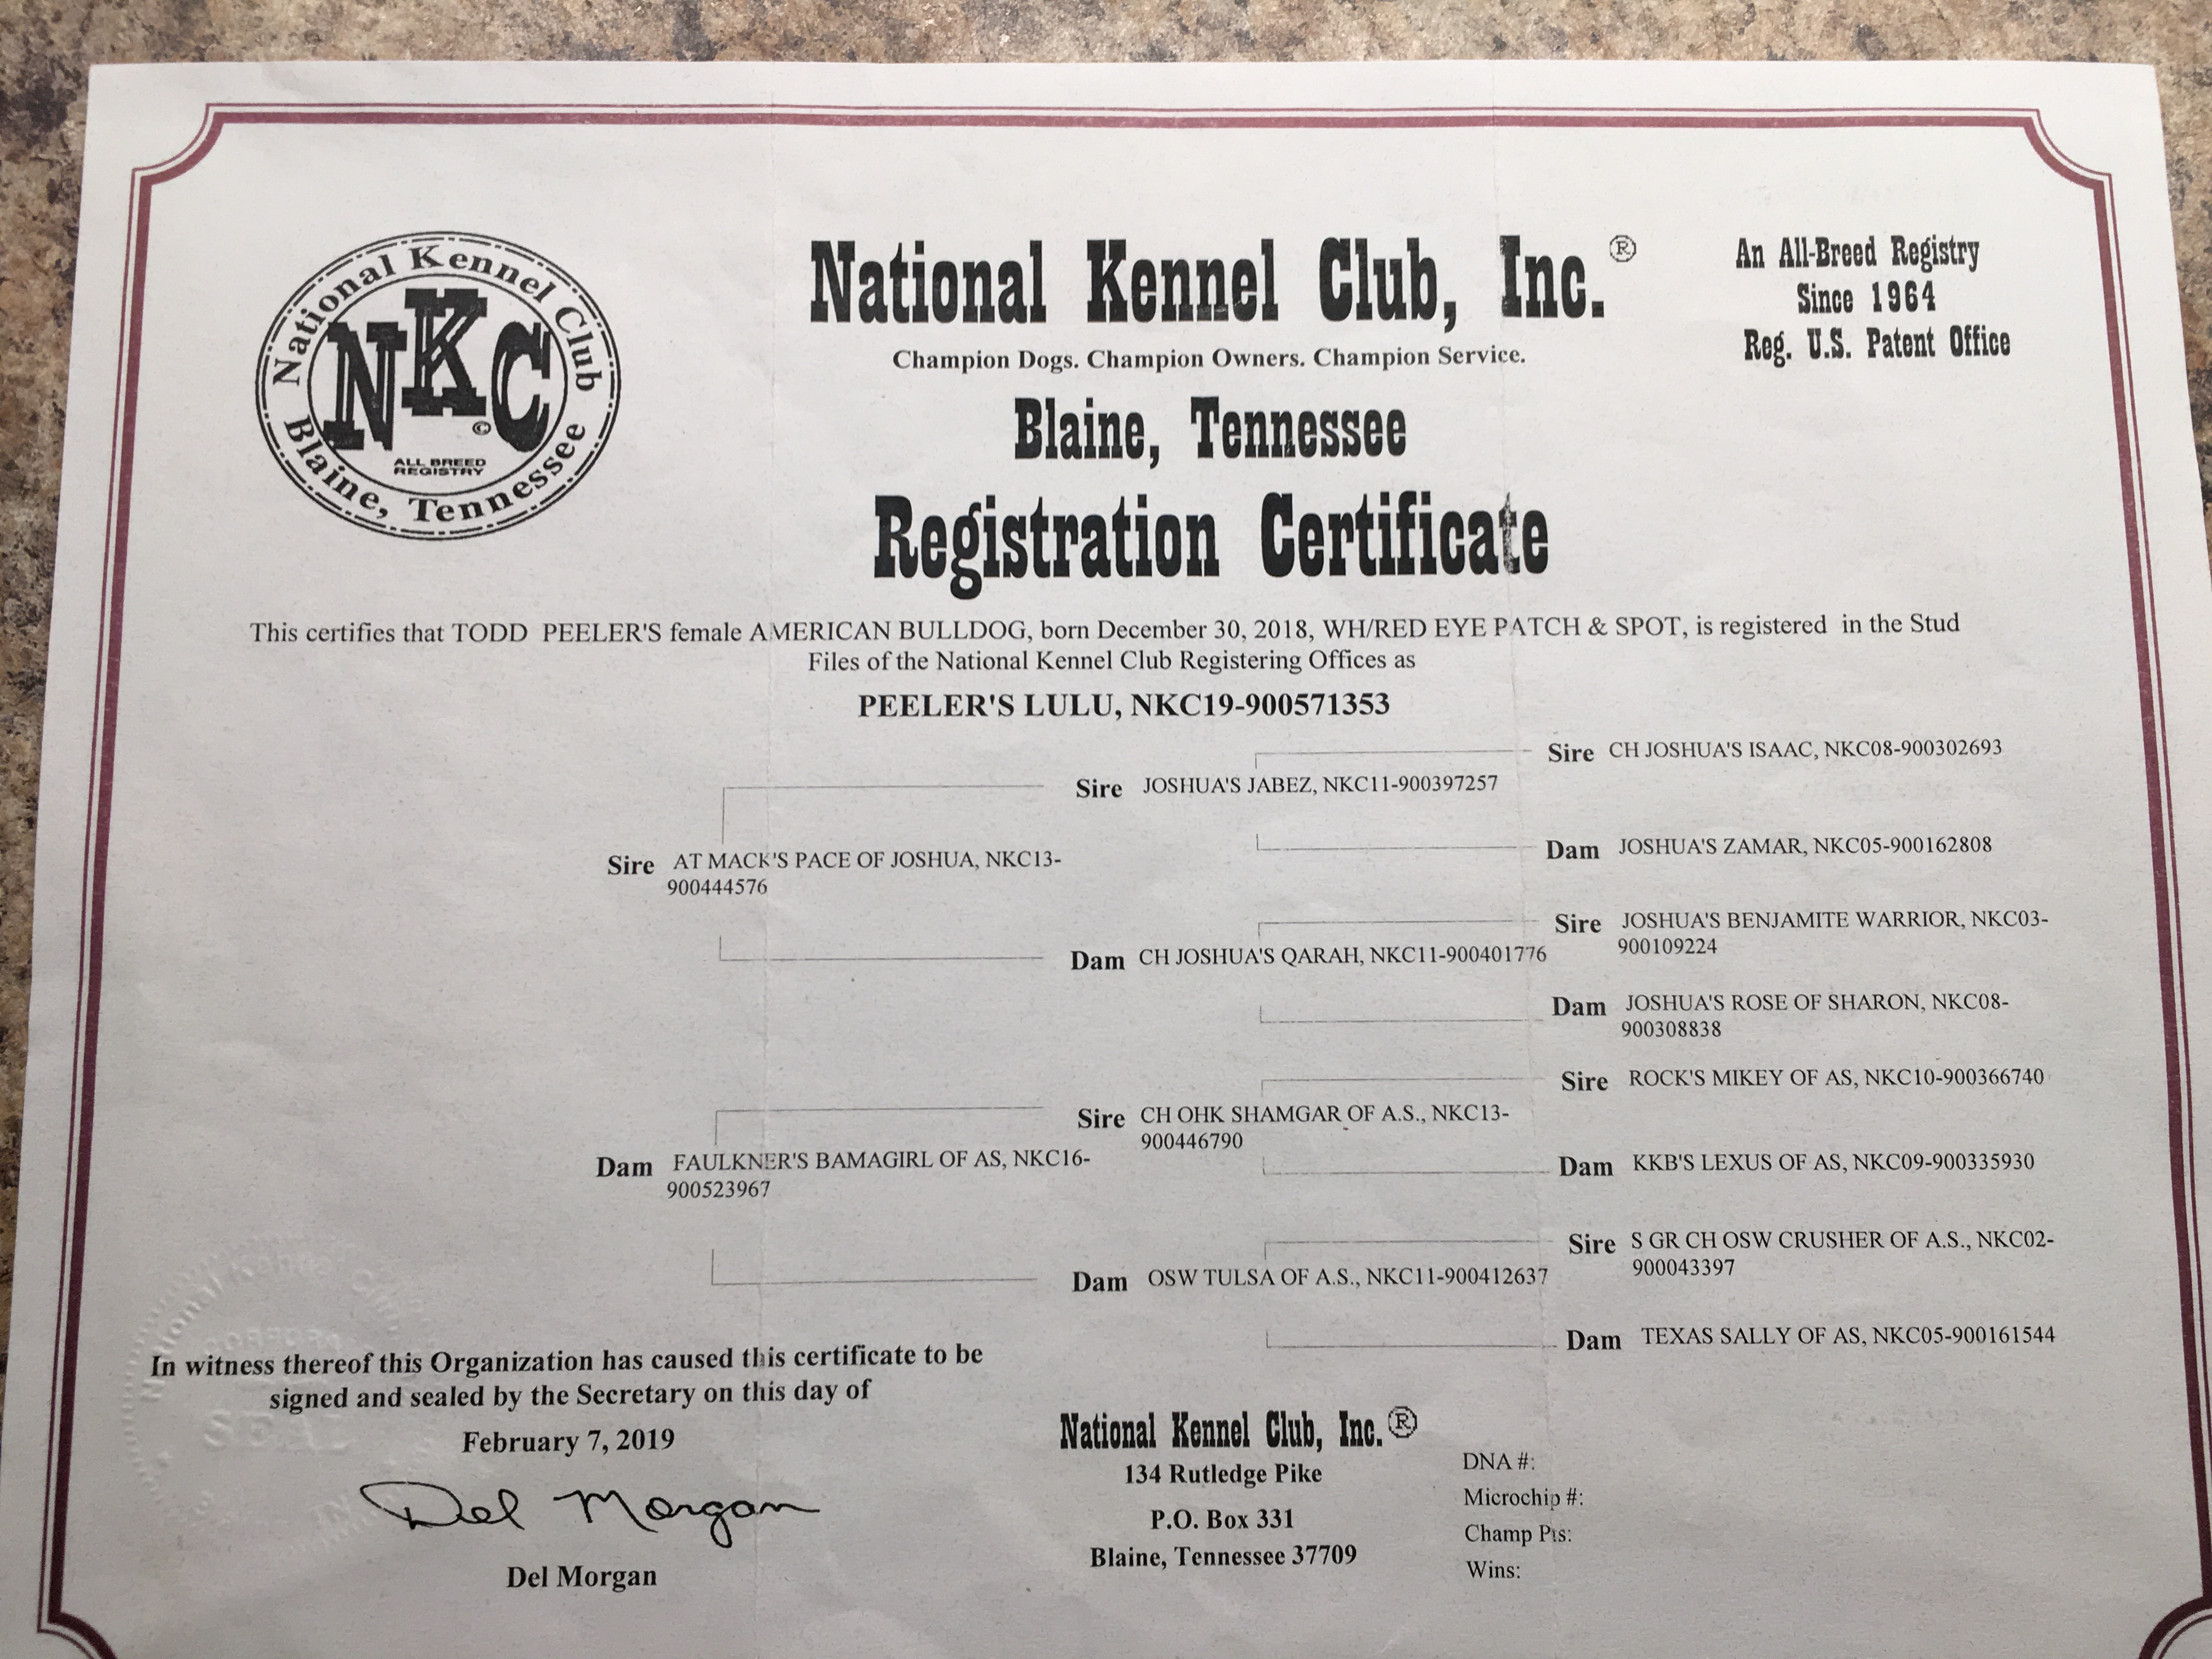 National Kennel Club
NKC
©
ALL BREED
REGISTRY
Blaine, Tennessee
National Kennel Club, Inc.®
Champion Dogs. Champion Owners. Champion Service.
Blaine, Tennessee
Registration Certificate
An All-Breed Registry
Since 1964
Reg. U.S. Patent Office
This certifies that TODD PEELER'S female AMERICAN BULLDOG, born December 30, 2018, WH/RED EYE PATCH & SPOT, is registered in the Stud
Files of the National Kennel Club Registering Offices as
PEELER'S LULU, NKC19-900571353
Sire CH JOSHUA'S ISAAC, NKC08-900302693
Sire JOSHUA'S JABEZ, NKC11-900397257
Dam JOSHUA'S ZAMAR, NKC05-900162808
Sire AT MACK'S PACE OF JOSHUA, NKC13-
900444576
Sire JOSHUA'S BENJAMITE WARRIOR, NKC03-
900109224
Dam CH JOSHUA'S QARAH, NKC11-900401776
Dam JOSHUA'S ROSE OF SHARON, NKC08-
900308838
Sire ROCK'S MIKEY OF AS, NKC10-900366740
Sire CH OHK SHAMGAR OF A.S., NKC13-
900446790
Dam FAULKNER'S BAMAGIRL OF AS, NKC16-
900523967
Dam KKB'S LEXUS OF AS, NKC09-900335930
Sire S GR CH OSW CRUSHER OF A.S., NKC02-
900043397
Dam OSW TULSA OF A.S., NKC11-900412637
Dam TEXAS SALLY OF AS, NKC05-900161544
In witness thereof this Organization has caused this certificate to be
signed and sealed by the Secretary on this day of
February 7, 2019
Del Morgan
Del Morgan
SEAL
National Kennel Club, Inc.®
134 Rutledge Pike
P.O. Box 331
Blaine, Tennessee 37709
DNA #:
Microchip #:
Champ Pts:
Wins: